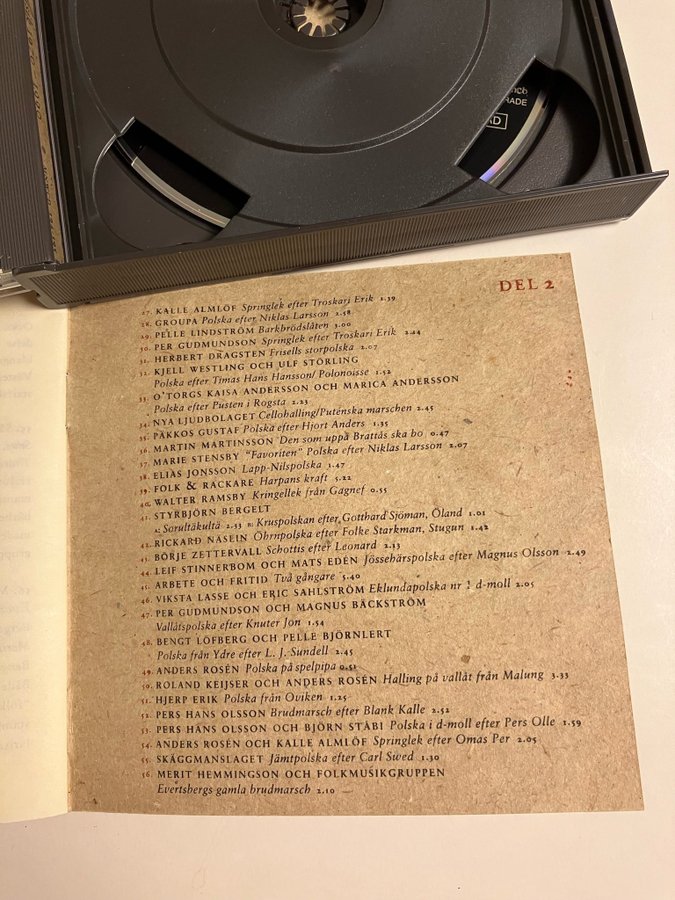 RADE
AD
DEL 2
27. KALLE ALMLÖF Springlek efter Troskari Erik 1.39
28. GROUPA Polska efter Niklas Larsson 2.58
29. PELLE LINDSTRÖM Barkbrödslåten 3.00
30. PER GUDMUNDSON Springlek efter Troskari Erik 2.24
31. HERBERT DRAGSTEN Frisells storpolska 2.07
32. KJELL WESTLING OCH ULF STÖRLING
Polska efter Timas Hans Hansson/ Polonoisse 1.52
33. O'TORGS KAISA ANDERSSON OCH MARICA ANDERSSON
Polska efter Pusten i Rogsta 2.23
34. NYA LJUDBOLAGET Cellohalling/Puténska marschen 2.45
35. PÄKKOS GUSTAF Polska efter Hjort Anders 1.35
36. MARTIN MARTINSSON Den som uppå Brattås ska bo 0.47
37. MARIE STENSBY "Favoriten" Polska efter Niklas Larsson 2.07
38. ELIAS JONSSON Lapp-Nilspolska 1.47
39. FOLK & RACKARE Harpans kraft 5.22
40. WALTER RAMSBY Kringellek från Gagnef 0.55
41. STYRBJÖRN BERGELT
A: Sorultäkultä 2.53 B: Kruspolskan efter Gotthard Sjöman, Öland 1.01
42. RICKARD NÄSEIN Öhrnpolska efter Folke Starkman, Stugun 1.42
43. BÖRJE ZETTERVALL Schottis efter Leonard 2.13
44. LEIF STINNERBOM OCH MATS EDÉN Jössehärspolska efter Magnus Olsson 2.49
45. ARBETE OCH FRITID Två gångare 5.40
46. VIKSTA LASSE OCH ERIC SAHLSTRÖM Eklundapolska nr 2 d-moll 2.05
47. PER GUDMUNDSON OCH MAGNUS BÄCKSTRÖM
Vallåtspolska efter Knuter Jon 1.54
48. BENGT LÖFBERG OCH PELLE BJÖRNLERT
Polska från Ydre efter L. J. Sundell 2.45
49. ANDERS ROSÉN Polska på spelpipa 0.51
50. ROLAND KEIJSER OCH ANDERS ROSÉN Halling på vallåt från Malung 3.33
51. HJERP ERIK Polska från Oviken 1.25
52. PERS HANS OLSSON Brudmarsch efter Blank Kalle 2.52
53. PERS HANS OLSSON OCH BJÖRN STÅBI Polska i d-moll efter Pers Olle 1.59
54. ANDERS ROSÉN OCH KALLE ALMLÖF Springlek efter Omas Per 2.05
55. SKÄGGMANSLAGET Jämtpolska efter Carl Swed 1.30
56. MERIT HEMMINGSON OCH FOLKMUSIKGRUPPEN
Evertsbergs gamla brudmarsch 2.10